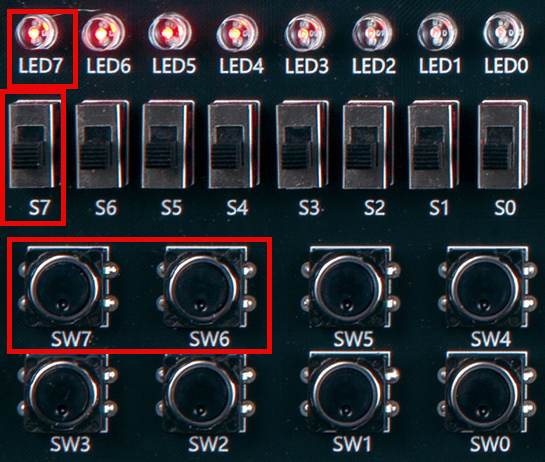 LED7 LED6 LED5 LED4 LED3 LED2 LED1 LED0
S7 S6 S5 S4 S3 S2 S1 S0
SW7 SW6 SW5 SW4
SW3 SW2 SW1 SW0